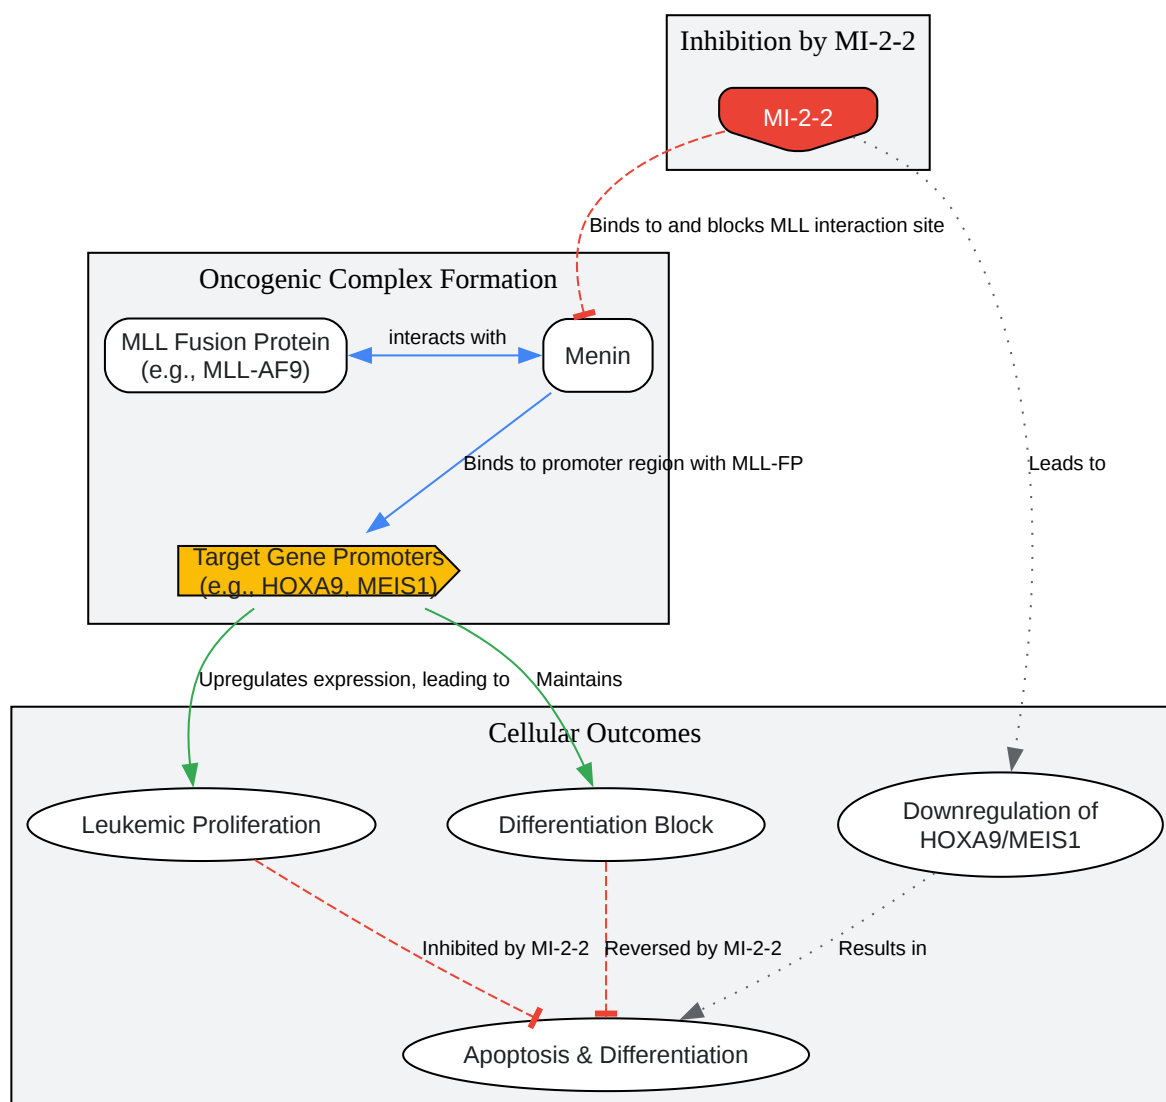 Inhibition by MI-2-2
MI-2-2
Binds to and blocks MLL interaction site
Oncogenic Complex Formation
MLL Fusion Protein
(e.g., MLL-AF9)
interacts with
Menin
Binds to promoter region with MLL-FP
Leads to
Target Gene Promoters
(e.g., HOXA9, MEIS1)
Upregulates expression, leading to
Maintains
Cellular Outcomes
Leukemic Proliferation
Differentiation Block
Downregulation of
HOXA9/MEIS1
Inhibited by MI-2-2
Reversed by MI-2-2
Results in
Apoptosis & Differentiation